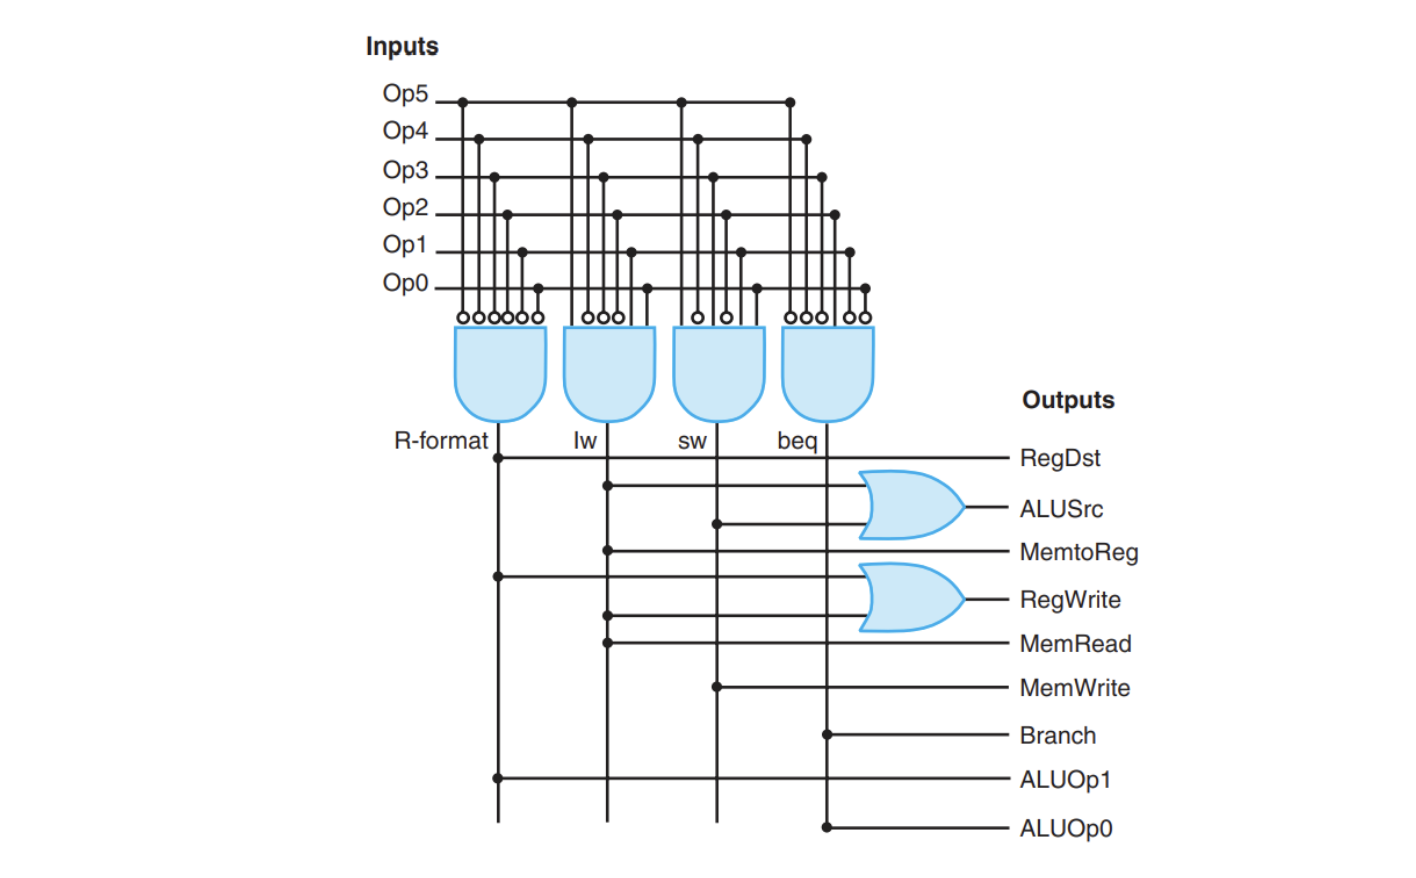 Inputs
Op5
Op4
Op3
Op2
Op1
Op0
Outputs
R-format lw sw beq
RegDst
ALUSrc
MemtoReg
RegWrite
MemRead
MemWrite
Branch
ALUOp1
ALUOp0